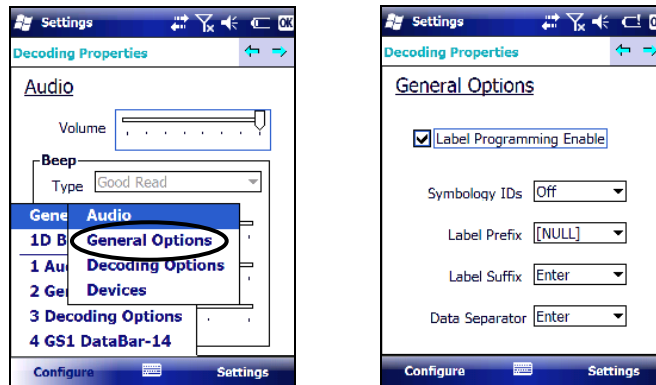 Settings
OK
Decoding Properties
Audio
Volume
Beep
Type Good Read
Gene Audio
1D B General Options
1 Au Decoding Options
2 Ge Devices
3 Decoding Options
4 GS1 DataBar-14
Configure Settings
Settings
Decoding Properties
General Options
Label Programming Enable
Symbology IDs Off
Label Prefix [NULL]
Label Suffix Enter
Data Separator Enter
Configure Settings